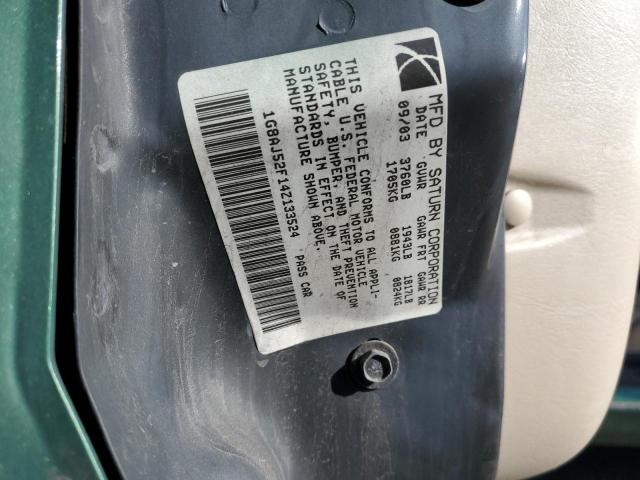 MFD BY SATURN CORPORATION
DATE GVWR GAWR FRT GAWR RR
09/03 3760LB 1943LB 1817LB
1705KG 0881KG 0824KG
THIS VEHICLE CONFORMS TO ALL APPLI-
CABLE U.S. FEDERAL MOTOR VEHICLE
SAFETY, BUMPER, AND THEFT PREVENTION
STANDARDS IN EFFECT ON THE DATE OF
MANUFACTURE SHOWN ABOVE.
1G8AJ52F14Z133524 PASS CAR